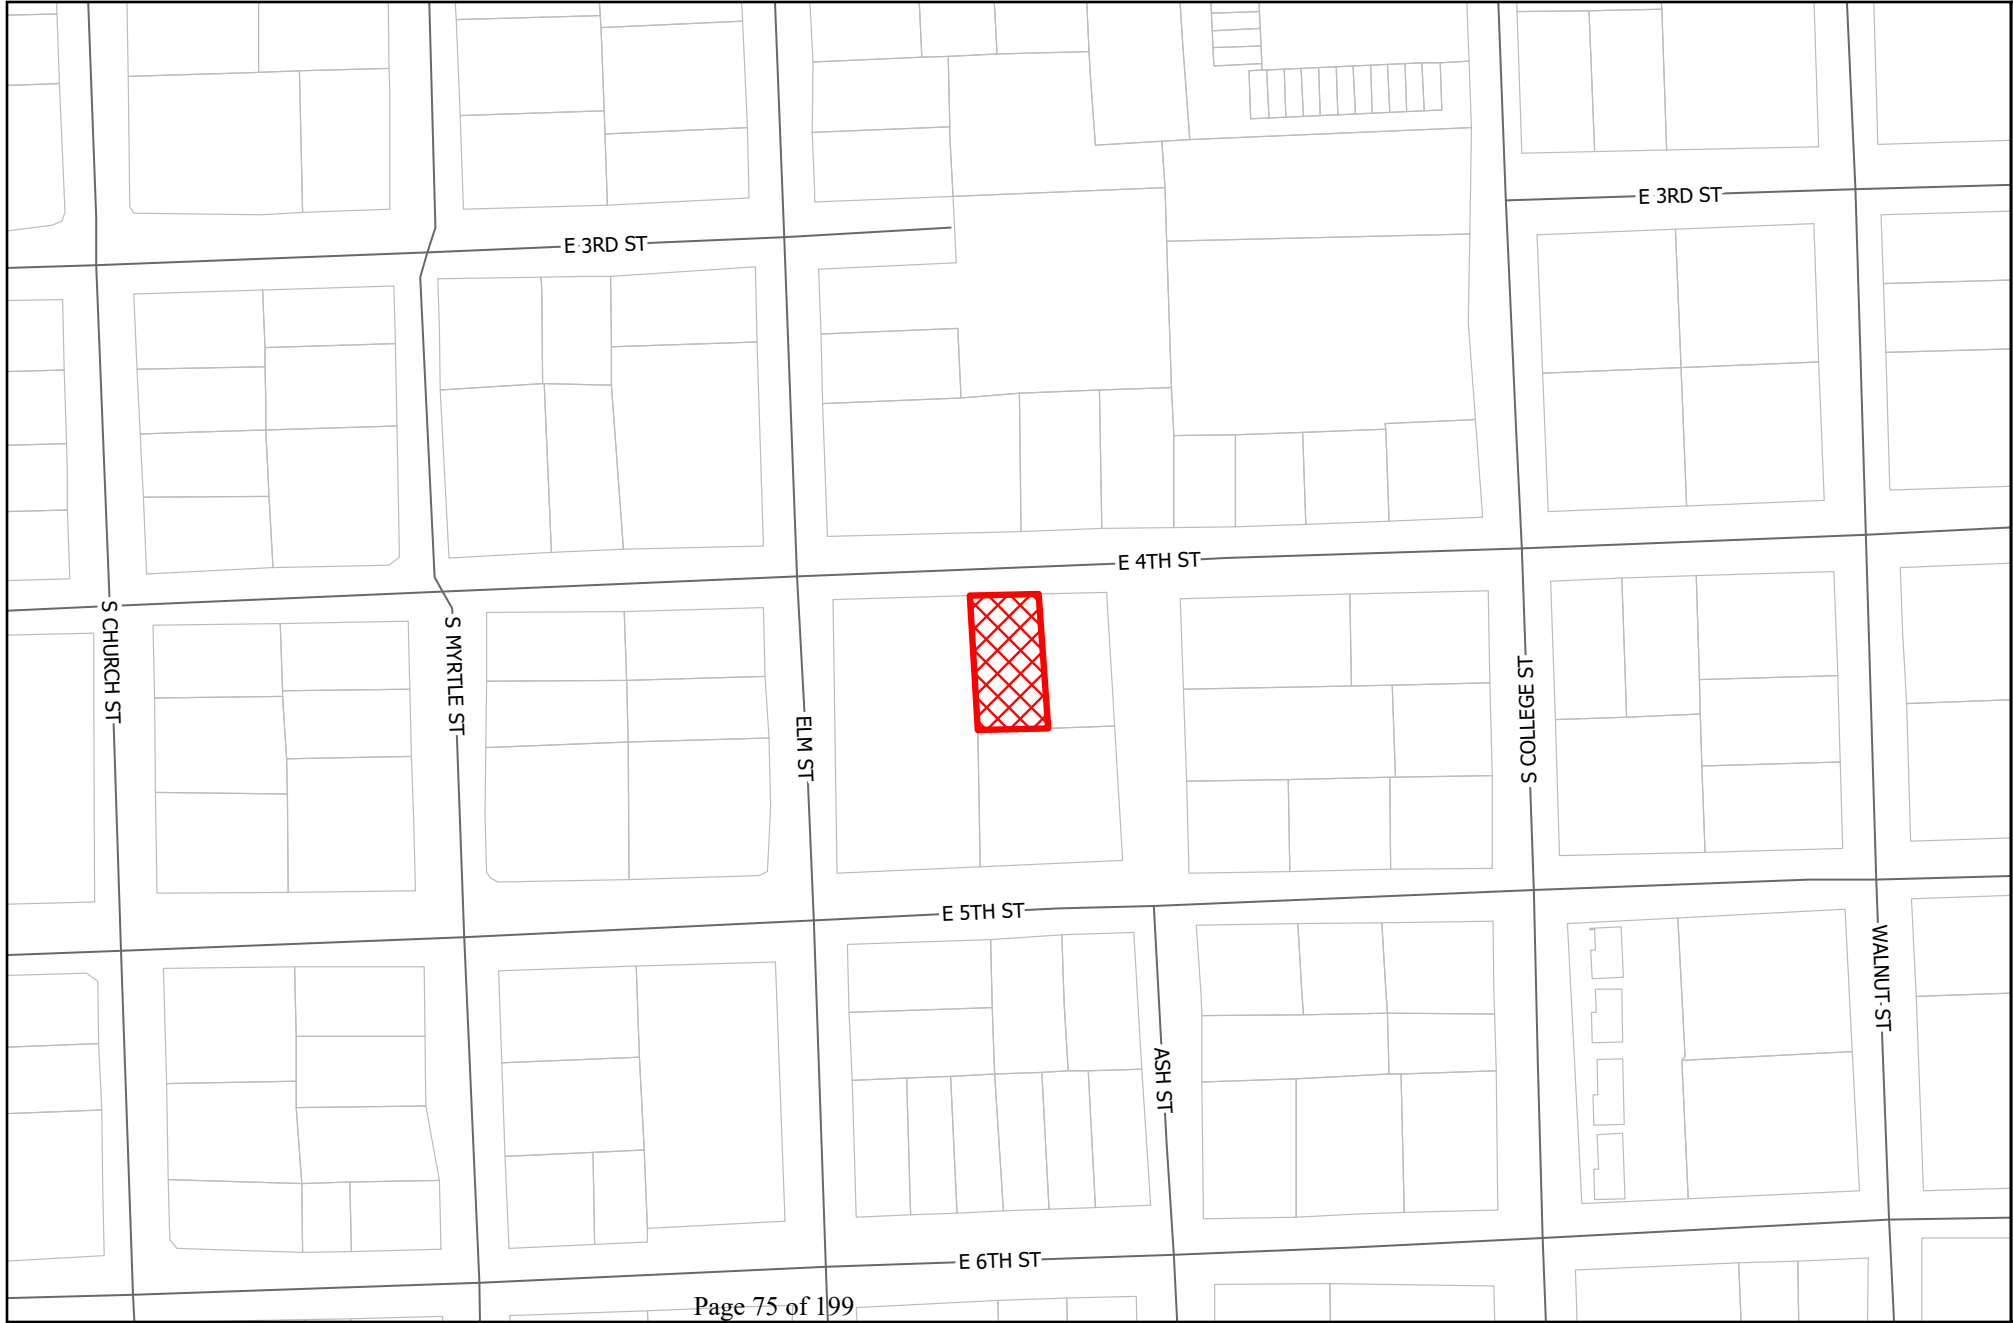 E 3RD ST
E 3RD ST
E 4TH ST
S CHURCH ST
S MYRTLE ST
ELM ST
S COLLEGE ST
E 5TH ST
WALNUT ST
ASH ST
E 6TH ST
Page 75 of 199